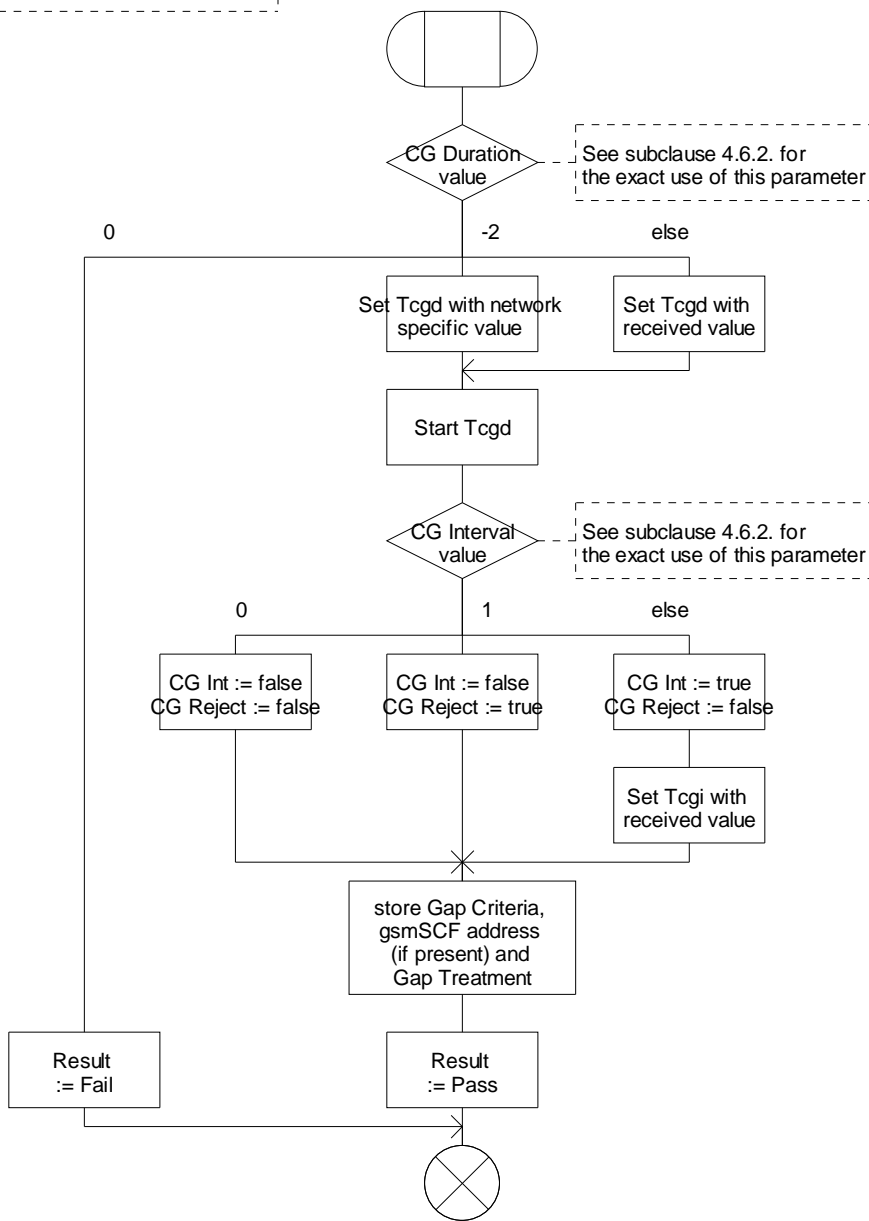 CG Duration
value
See subclause 4.6.2. for
the exact use of this parameter
0
-2
else
Set Tcgd with network
specific value
Set Tcgd with
received value
Start Tcgd
CG Interval
value
See subclause 4.6.2. for
the exact use of this parameter
0
1
else
CG Int := false
CG Reject := false
CG Int := false
CG Reject := true
CG Int := true
CG Reject := false
Set Tcgi with
received value
store Gap Criteria,
gsmSCF address
(if present) and
Gap Treatment
Result
:= Fail
Result
:= Pass